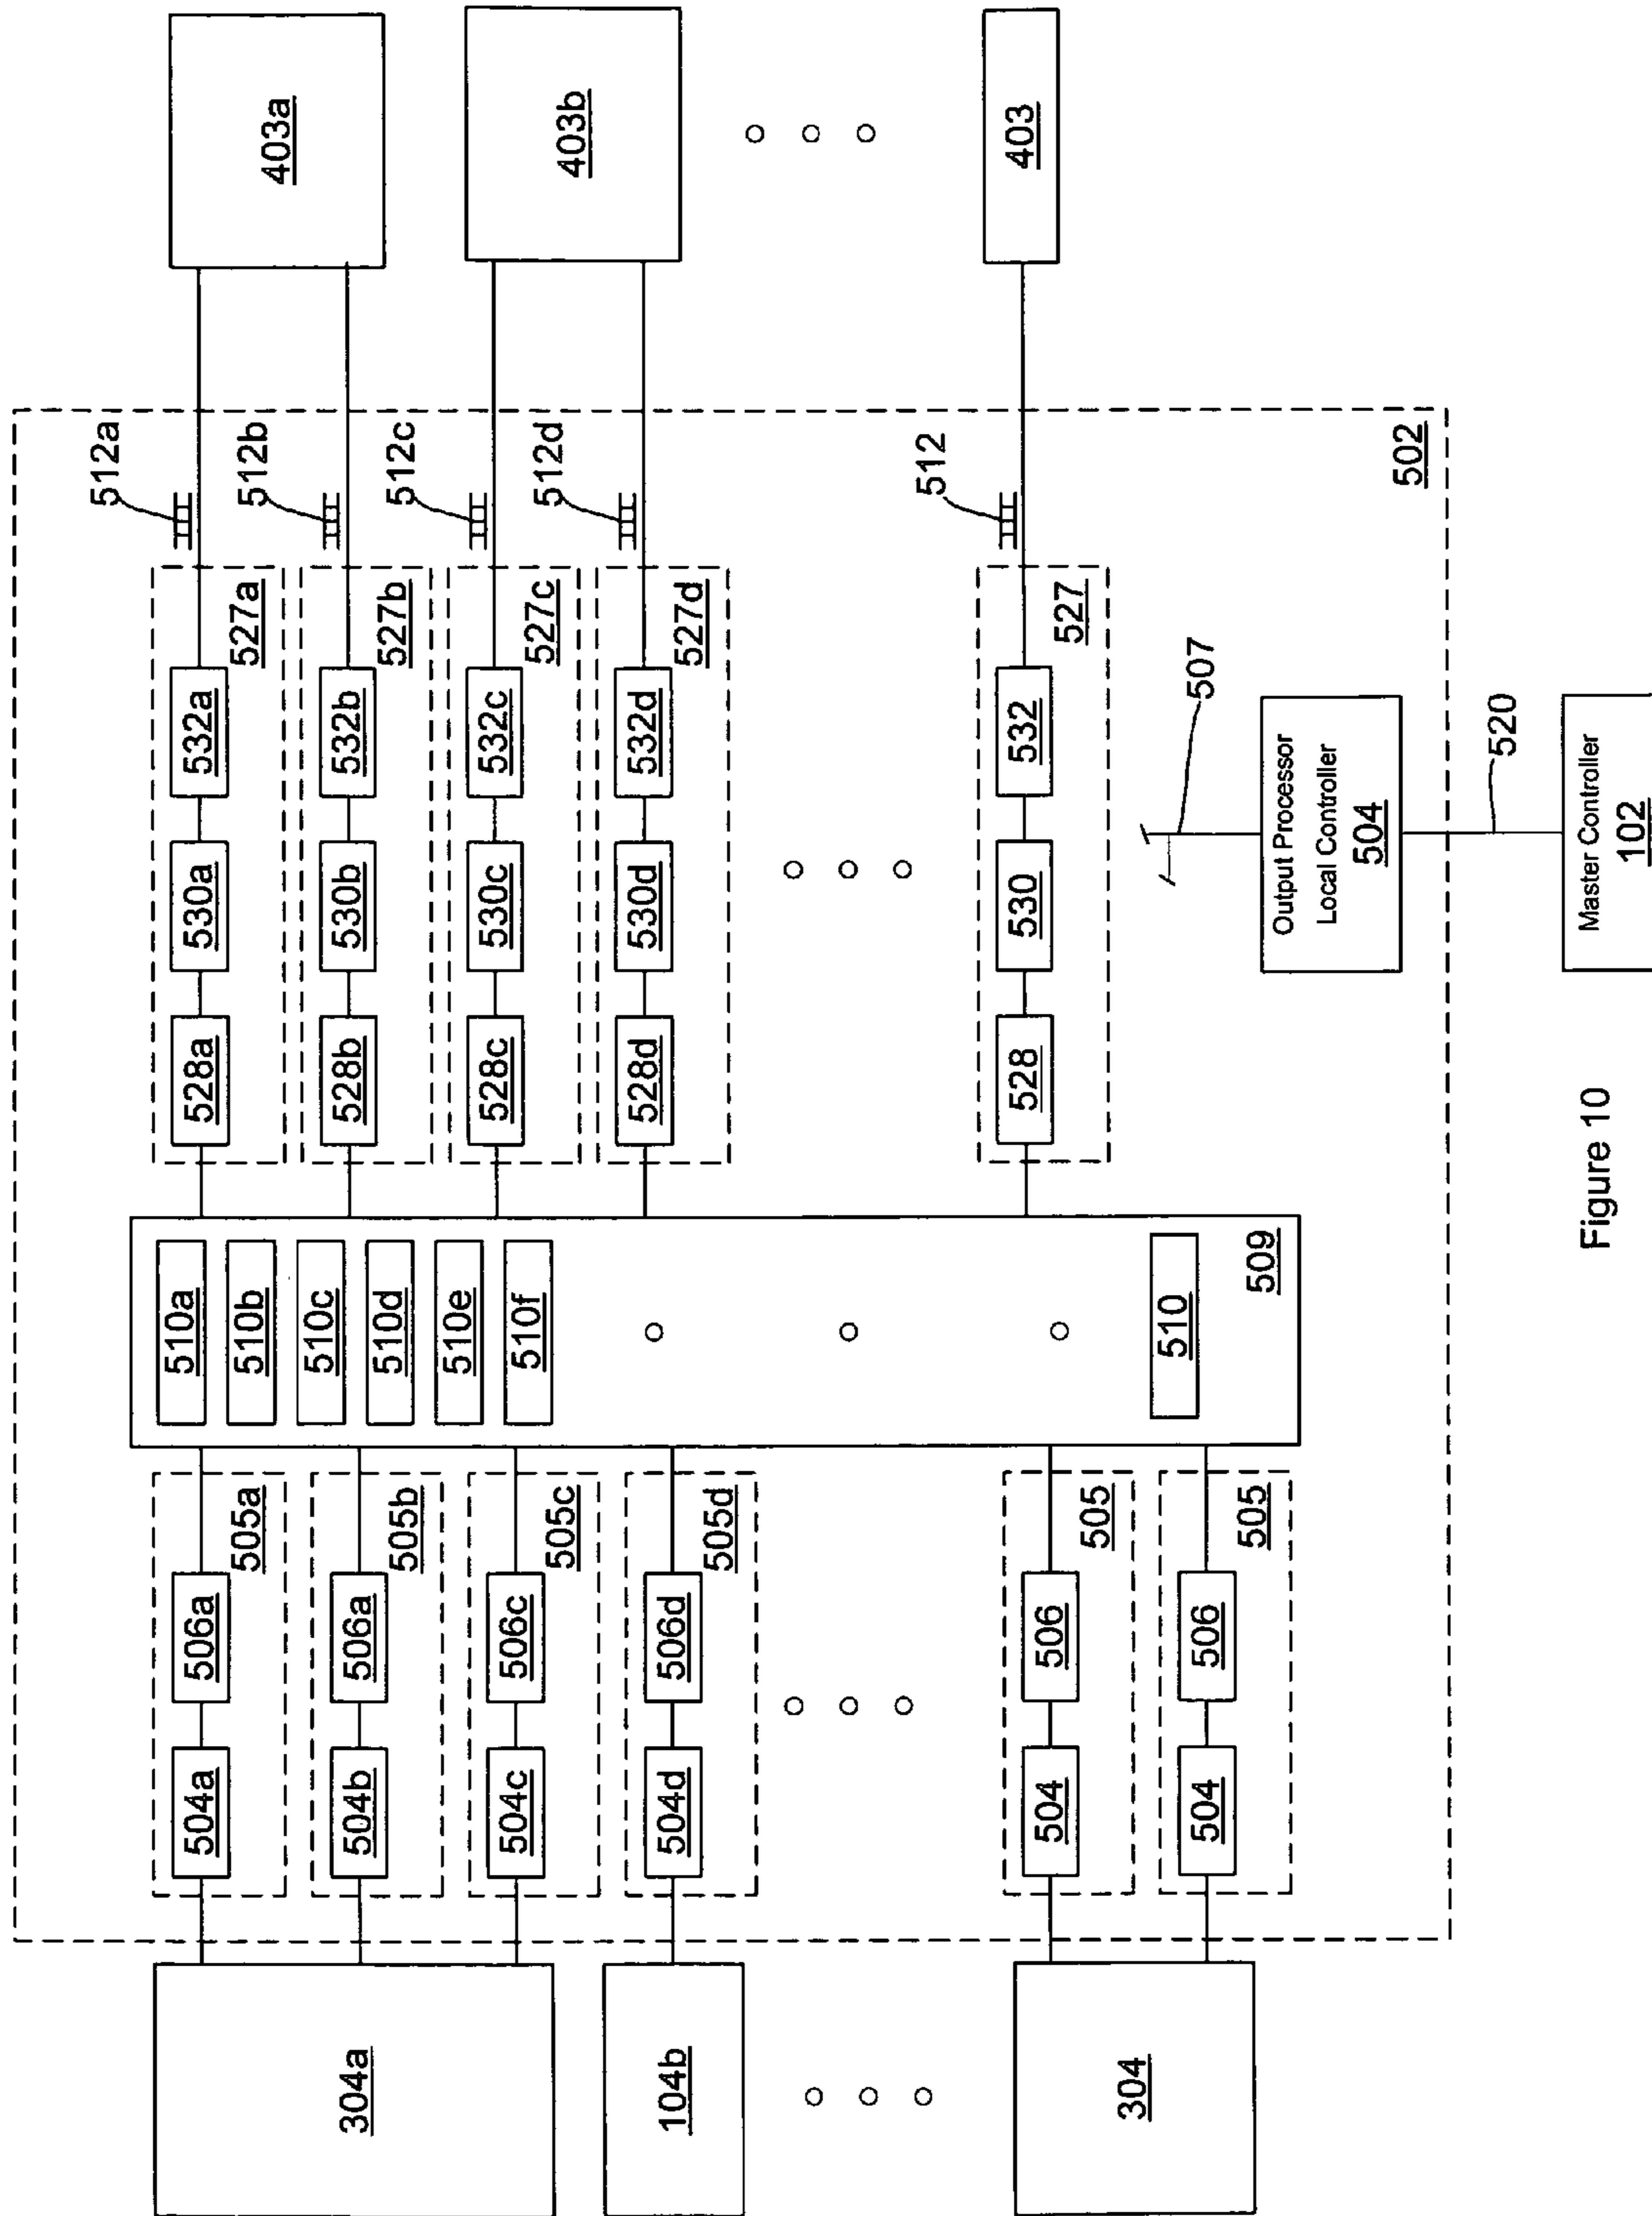 512a
504a
506a
510a
528a
530a
532a
505a
527a
403a
510b
512b
304a
504b
506a
510c
528b
530b
532b
505b
527b
510d
512c
504c
506c
510e
528c
530c
532c
505c
527c
403b
510f
512d
104b
504d
506d
528d
530d
532d
505d
527d
512
403
304
504
506
505
528
530
532
527
510
504
506
505
509
507
Output Processor
Local Controller
504
502
520
Master Controller
102
Figure 10